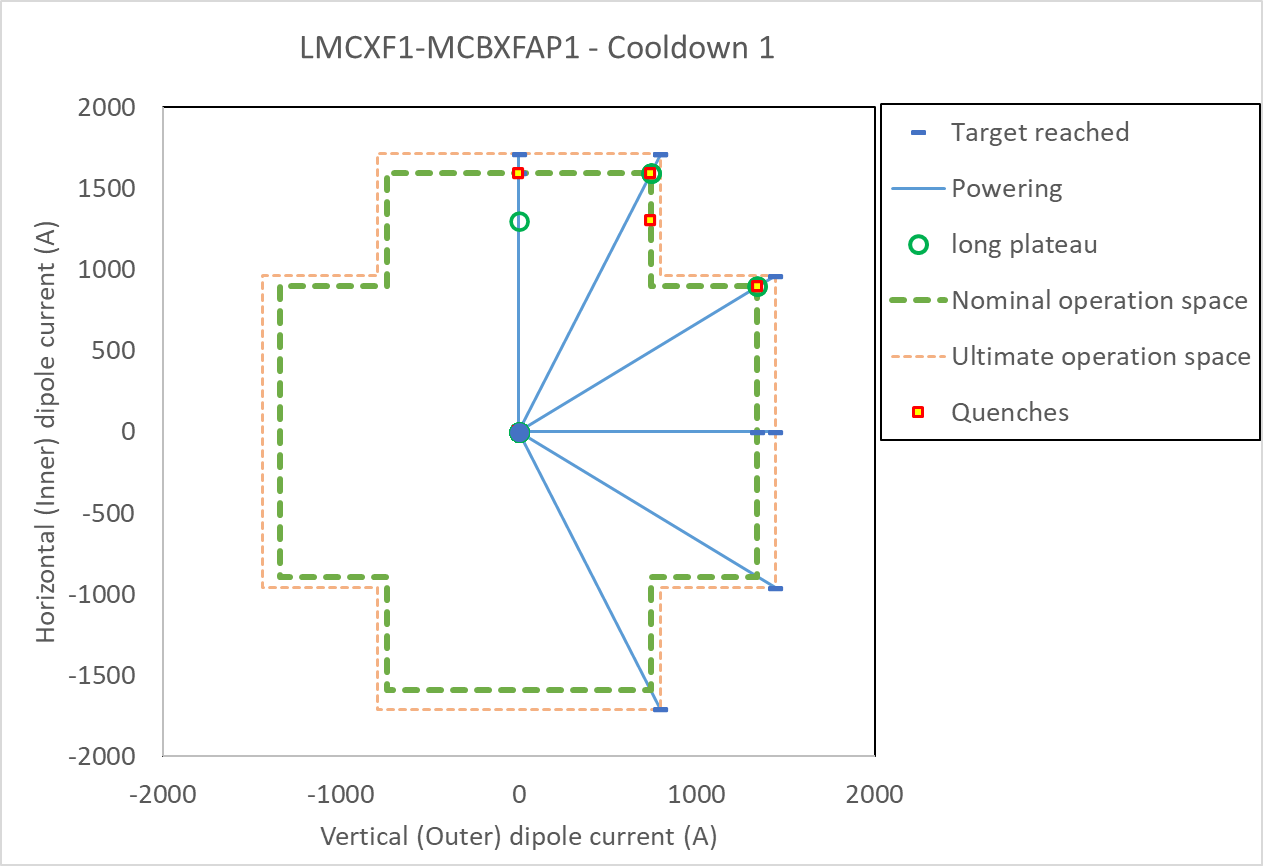 LMCXF1-MCBXFAP1 - Cooldown 1
2000
1500
1000
500
0
-500
-1000
-1500
-2000
-2000
-1000
0
1000
2000
Horizontal (Inner) dipole current (A)
Vertical (Outer) dipole current (A)
Target reached
Powering
long plateau
Nominal operation space
Ultimate operation space
Quenches